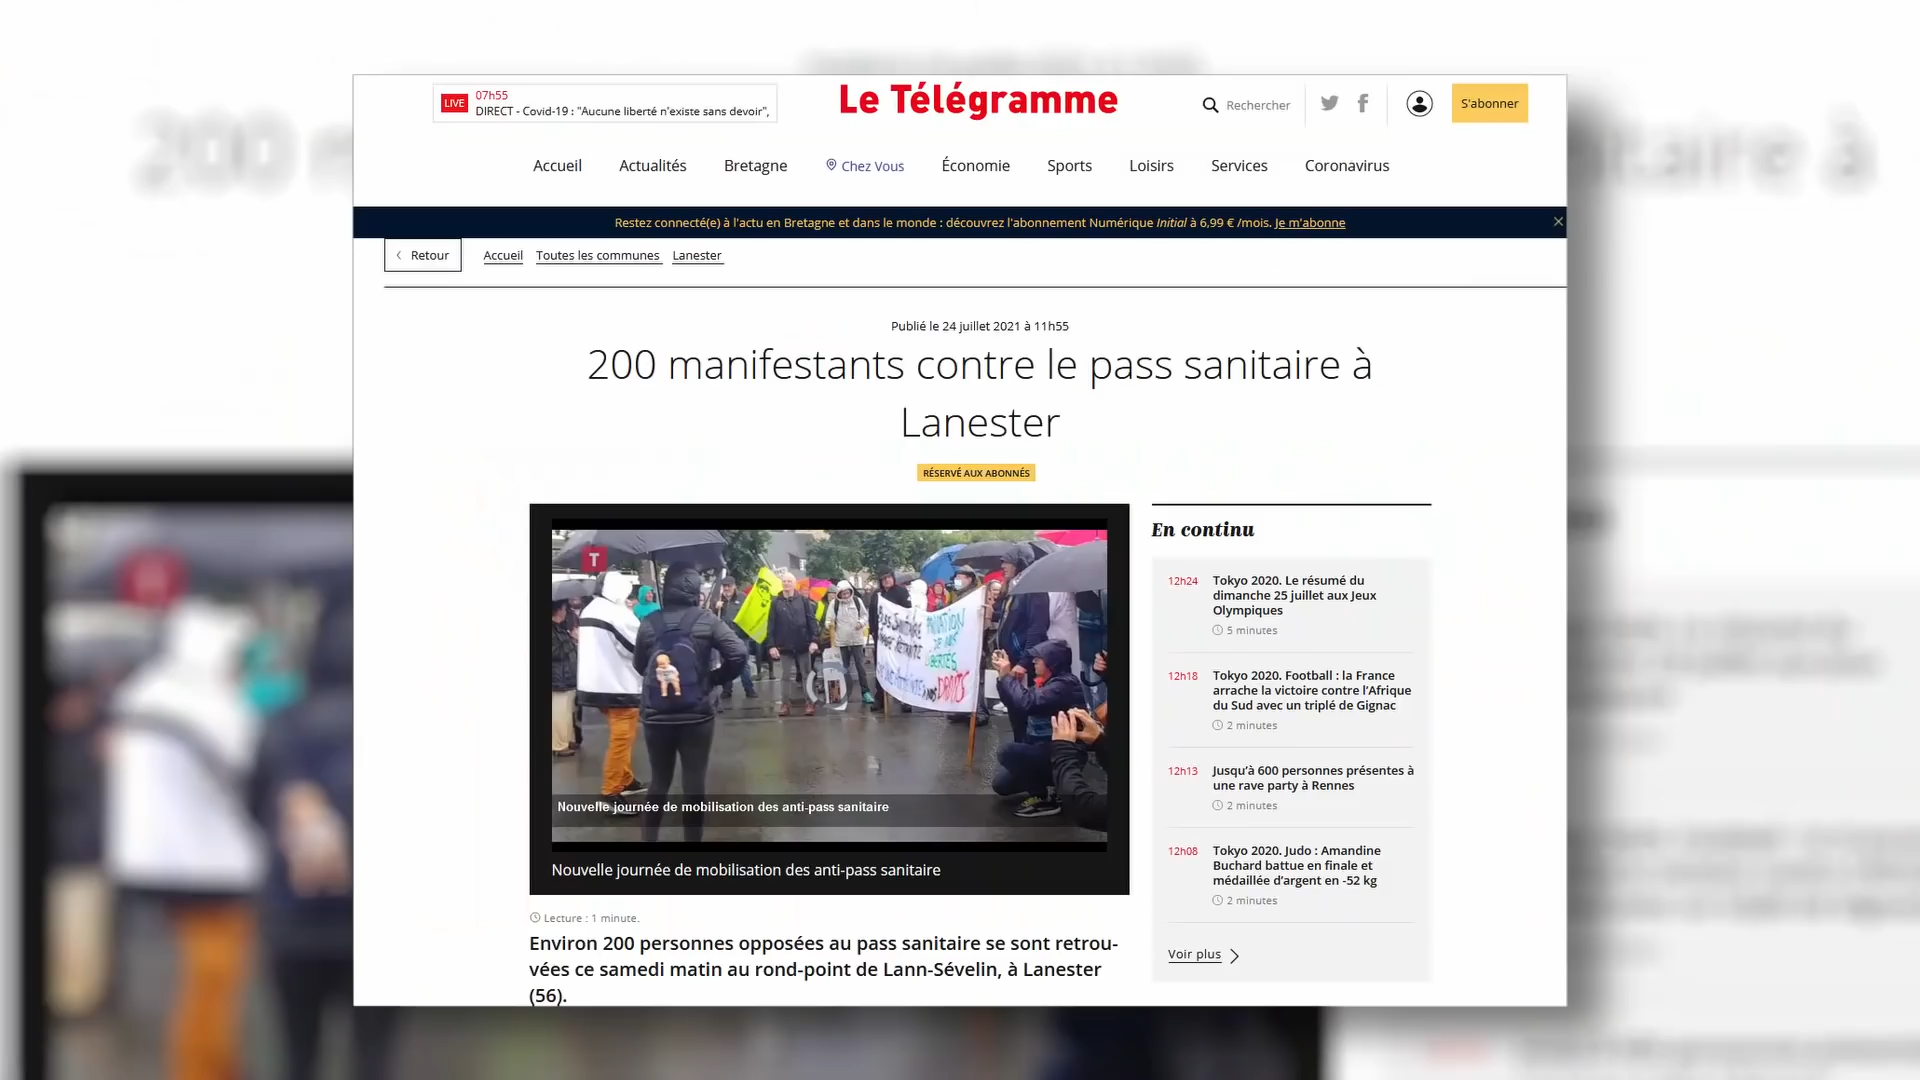 LIVE
07h55
DIRECT - Covid-19 : "Aucune liberté n'existe sans devoir",
Le Télégramme
Rechercher
S'abonner
Accueil
Actualités
Bretagne
Chez Vous
Économie
Sports
Loisirs
Services
Coronavirus
Restez connecté(e) à l'actu en Bretagne et dans le monde : découvrez l'abonnement Numérique Initial à 6,99 € /mois. Je m'abonne
Retour
Accueil
Toutes les communes
Lanester
Publié le 24 juillet 2021 à 11h55
200 manifestants contre le pass sanitaire à
Lanester
RÉSERVÉ AUX ABONNÉS
T
PASS SANITAIRE
LIBERTÉS
DROITS
Nouvelle journée de mobilisation des anti-pass sanitaire
Nouvelle journée de mobilisation des anti-pass sanitaire
Lecture : 1 minute.
Environ 200 personnes opposées au pass sanitaire se sont retrou-
vées ce samedi matin au rond-point de Lann-Sévelin, à Lanester
(56).
En continu
12h24
Tokyo 2020. Le résumé du
dimanche 25 juillet aux Jeux
Olympiques
5 minutes
12h18
Tokyo 2020. Football : la France
arrache la victoire contre l'Afrique
du Sud avec un triplé de Gignac
2 minutes
12h13
Jusqu'à 600 personnes présentes à
une rave party à Rennes
2 minutes
12h08
Tokyo 2020. Judo : Amandine
Buchard battue en finale et
médaillée d'argent en -52 kg
2 minutes
Voir plus